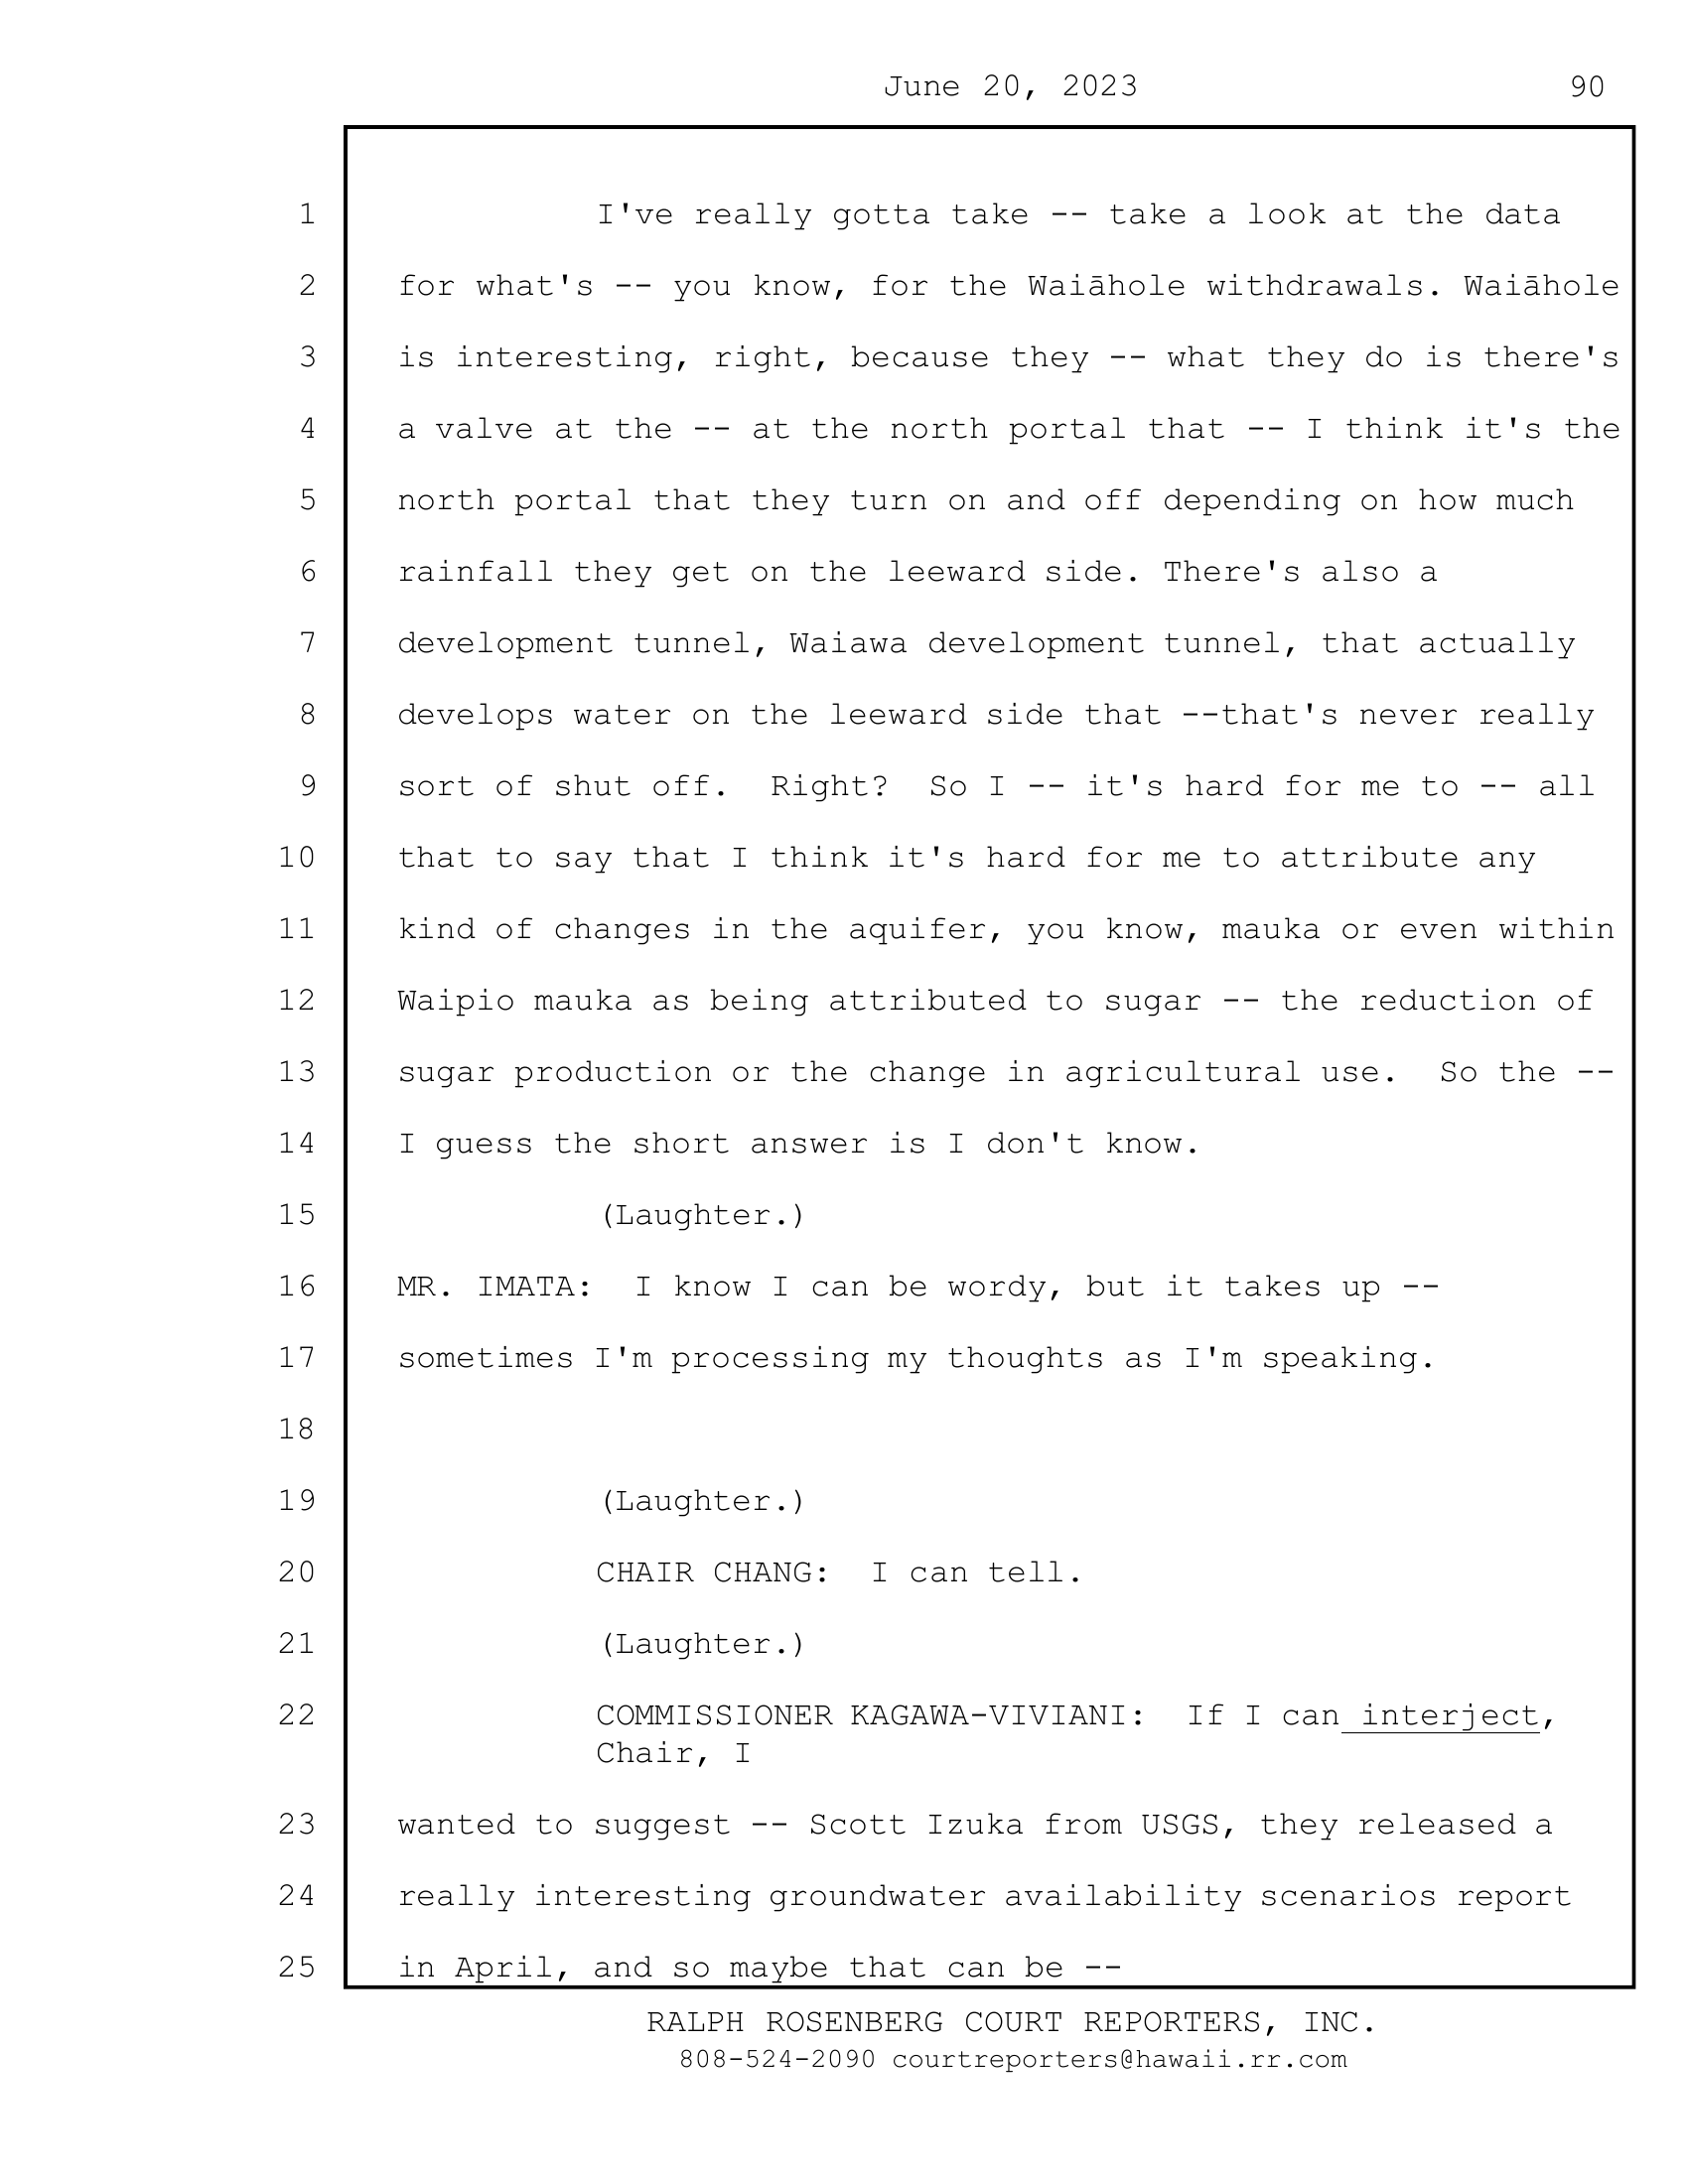 June 20, 2023 90
1 I've really gotta take -- take a look at the data
2 for what's -- you know, for the Waiāhole withdrawals. Waiāhole
3 is interesting, right, because they -- what they do is there's
4 a valve at the -- at the north portal that -- I think it's the
5 north portal that they turn on and off depending on how much
6 rainfall they get on the leeward side. There's also a
7 development tunnel, Waiawa development tunnel, that actually
8 develops water on the leeward side that --that's never really
9 sort of shut off.  Right?  So I -- it's hard for me to -- all
10 that to say that I think it's hard for me to attribute any
11 kind of changes in the aquifer, you know, mauka or even within
12 Waipio mauka as being attributed to sugar -- the reduction of
13 sugar production or the change in agricultural use.  So the --
14 I guess the short answer is I don't know.
15 (Laughter.)
16 MR. IMATA:  I know I can be wordy, but it takes up --
17 sometimes I'm processing my thoughts as I'm speaking.
18
19 (Laughter.)
20 CHAIR CHANG:  I can tell.
21 (Laughter.)
22 COMMISSIONER KAGAWA-VIVIANI:  If I can interject,
Chair, I
23 wanted to suggest -- Scott Izuka from USGS, they released a
24 really interesting groundwater availability scenarios report
25 in April, and so maybe that can be --
RALPH ROSENBERG COURT REPORTERS, INC.
808-524-2090 courtreporters@hawaii.rr.com